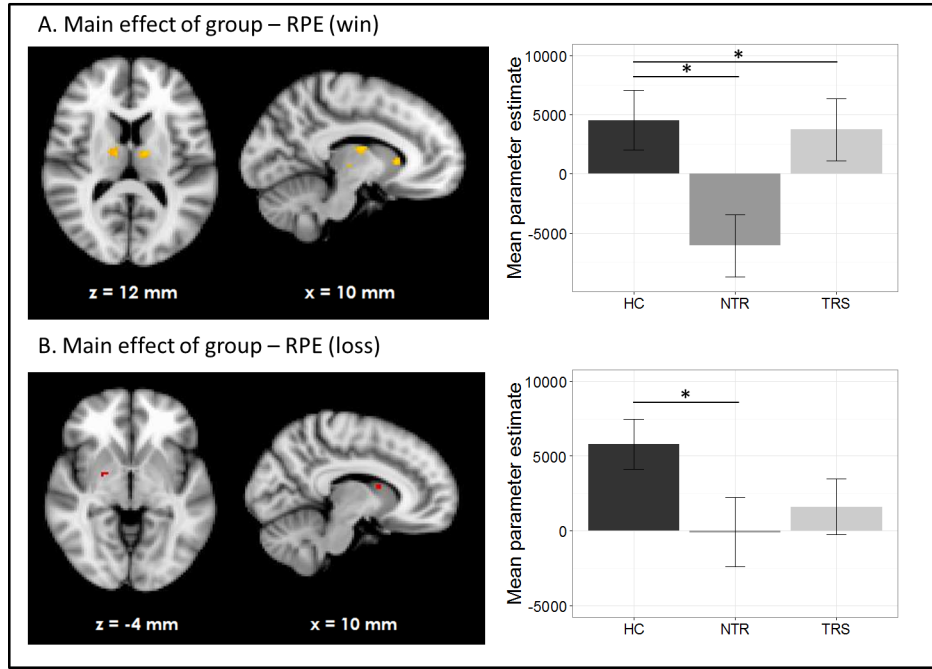 A. Main effect of group – RPE (win)
z = 12 mm
x = 10 mm
Mean parameter estimate
10000
5000
0
-5000
*
*
HC
NTR
TRS
B. Main effect of group – RPE (loss)
z = -4 mm
x = 10 mm
Mean parameter estimate
10000
5000
0
-5000
*
HC
NTR
TRS